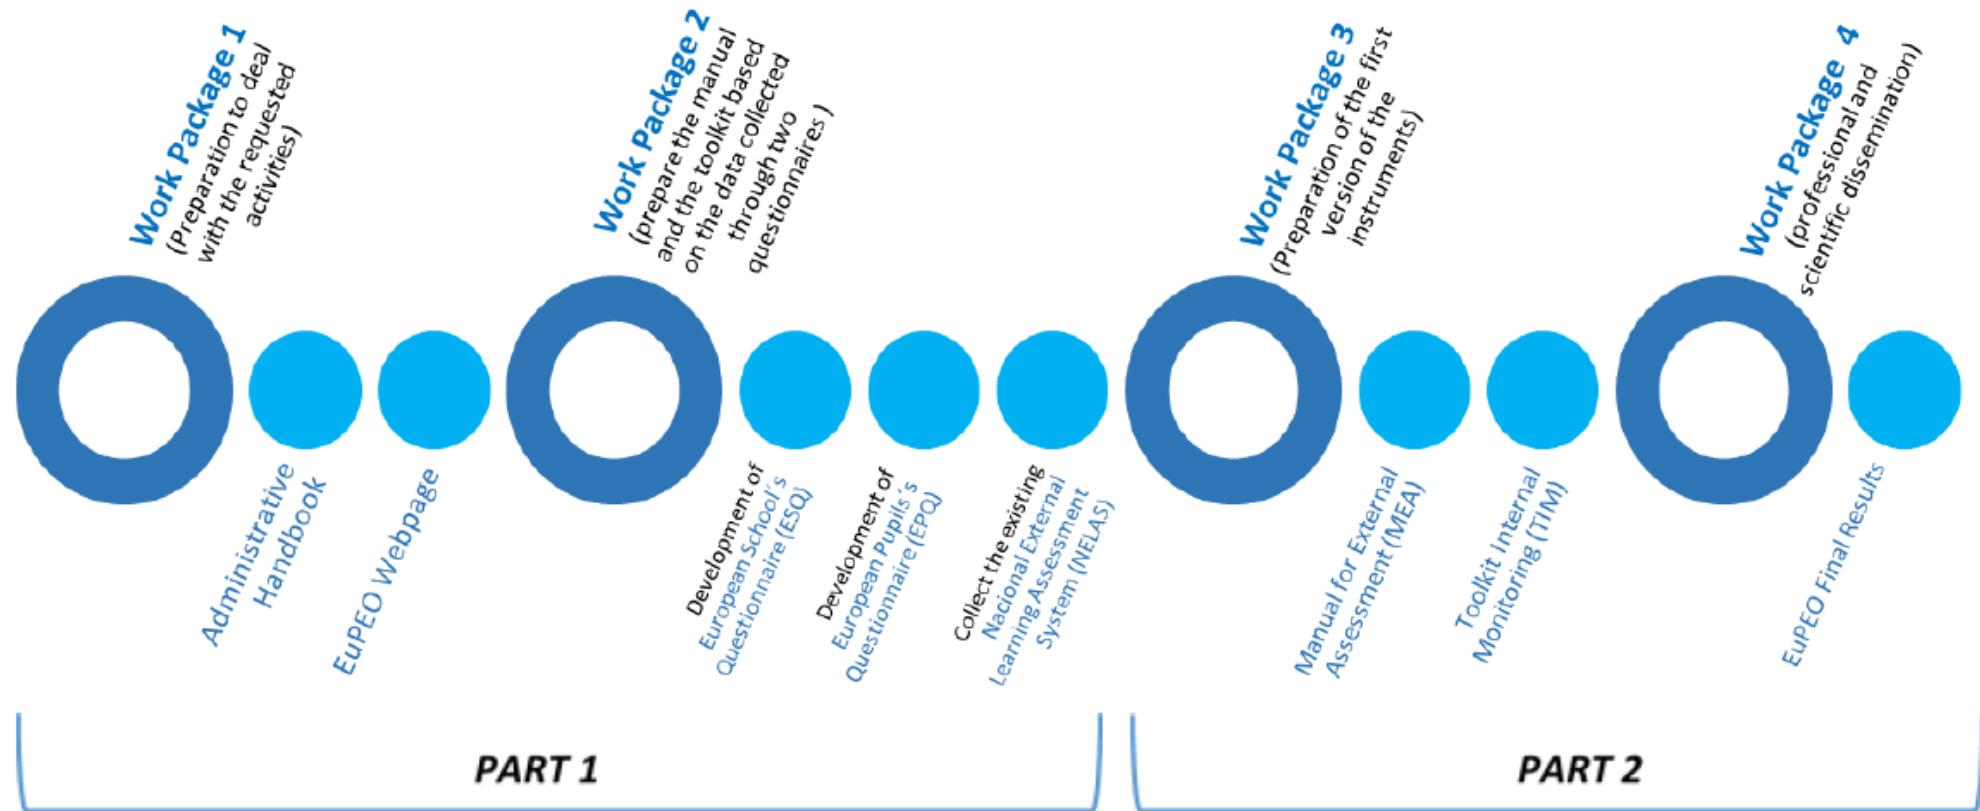 Work Package 1
(Preparation to deal
with the requested
activities)
Work Package 2
(prepare the manual
and the toolkit based
on the data collected
through two
questionnaires )
Work Package 3
(Preparation of the first
version of the
instruments)
Work Package  4
(professional and
scientific dissemination)
Administrative
Handbook
EuPEO Webpage
Development of
European School´s
Questionnaire (ESQ)
Development of
European Pupils´s
Questionnaire (EPQ)
Collect the existing
Nacional External
Learning Assessment
System (NELAS)
Manual for External
Assessment (MEA)
Toolkit Internal
Monitoring (TIM)
EuPEO Final Results
PART 1
PART 2